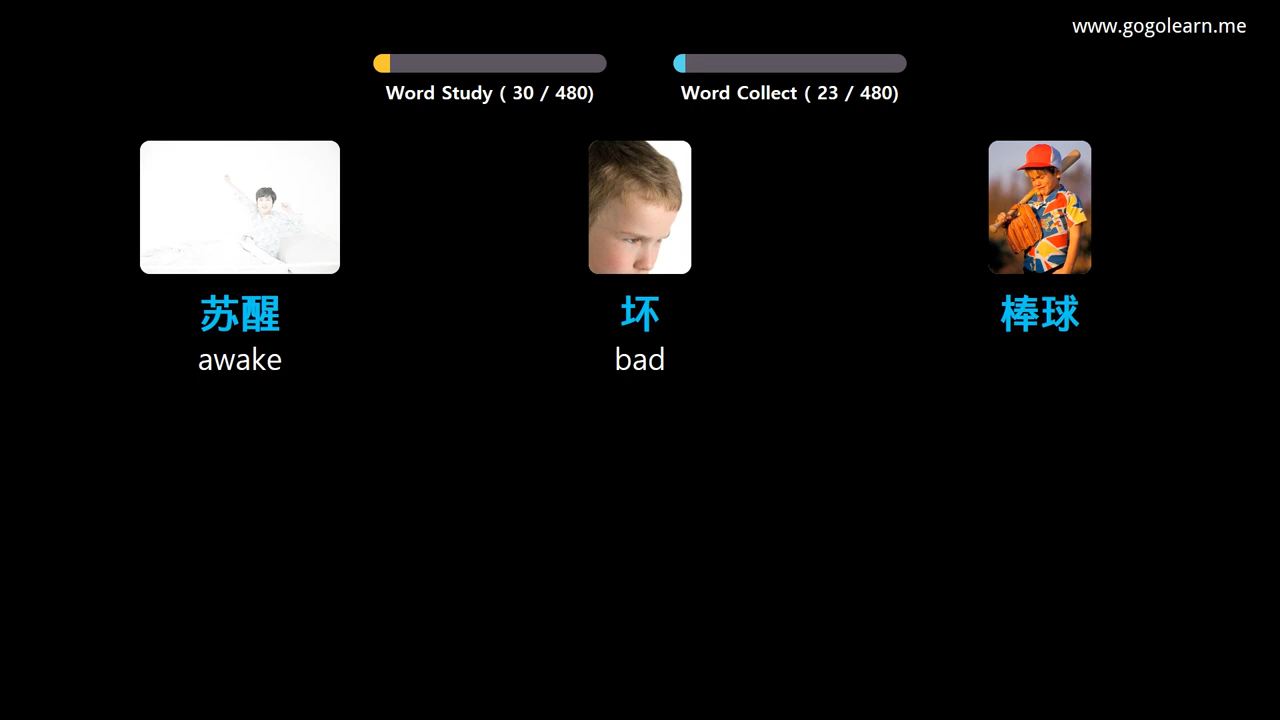 www.gogolearn.me
Word Study ( 30 / 480)
Word Collect ( 23 / 480)
苏醒
坏
棒球
awake
bad